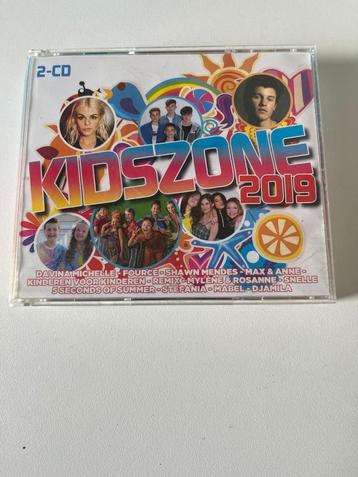 2-CD
KIDSZONE
2019
DAVINA MICHELLE - FOURCE - SHAWN MENDES - MAX & ANNE -
KINDEREN VOOR KINDEREN - REMIX - MYLÈNE & ROSANNE - SNELLE
5 SECONDS OF SUMMER - STEFANIA - MABEL - DJAMILA